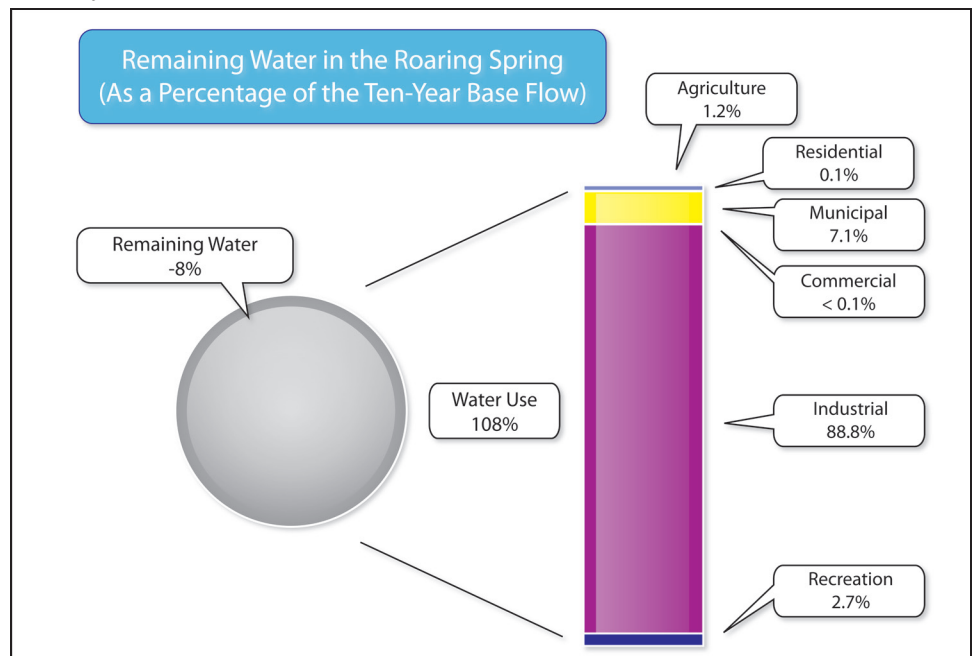 Remaining Water in the Roaring Spring
(As a Percentage of the Ten-Year Base Flow)
Agriculture
1.2%
Residential
0.1%
Municipal
7.1%
Remaining Water
-8%
Commercial
< 0.1%
Water Use
108%
Industrial
88.8%
Recreation
2.7%